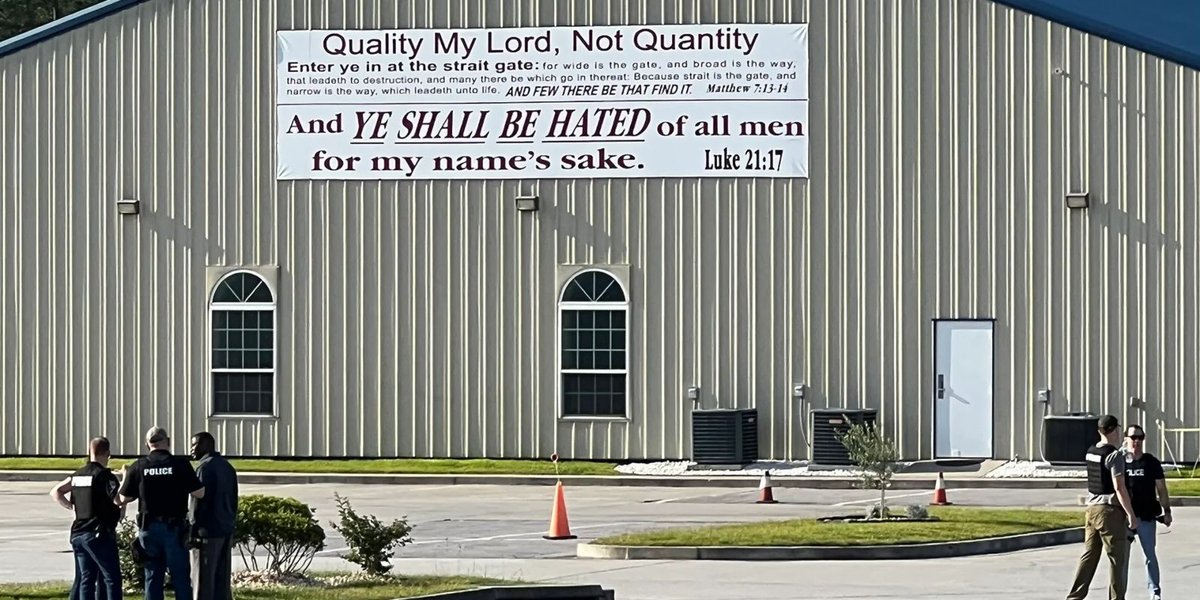 Quality My Lord, Not Quantity
Enter ye in at the strait gate: for wide is the gate, and broad is the way,
that leadeth to destruction, and many there be which go in thereat: Because strait is the gate, and
narrow is the way, which leadeth unto life, AND FEW THERE BE THAT FIND IT. Matthew 7:13-14
And YE SHALL BE HATED of all men
for my name's sake. Luke 21:17
POLICE